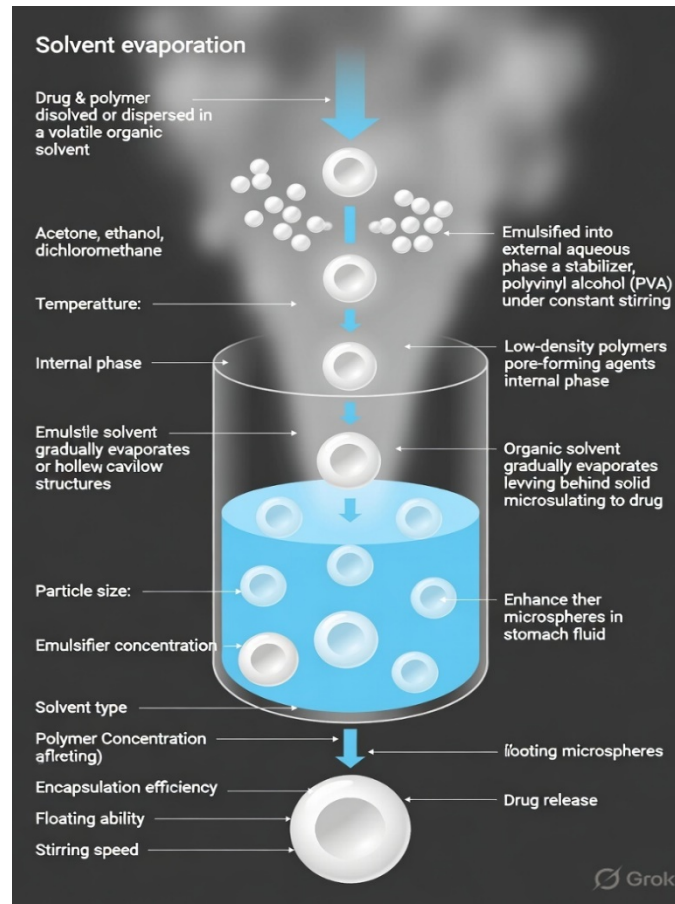 Solvent evaporation
Drug & polymer
disolved or dispersed in
a volatile organic
solvent
Acetone, ethanol,
dichloromethane
Emulsified into
external aqueous
phase a stabilizer,
polyvinyl alcohol (PVA)
under constant stirring
Temperatture:
Internal phase
Low-density polymers
pore-forming agents
internal phase
solvent
gradually evaporates
or hollew cavilow
structures
Organic solvent
gradually evaporates
levving behind solid
microsulating to drug
Particle size:
Enhance ther
microspheres in
stomach fluid
Emulsifier concentration
Solvent type
Polymer Concentration
microspheres
Encapsulation efficiency
Drug release
Floating ability
Stirring speed
Grok